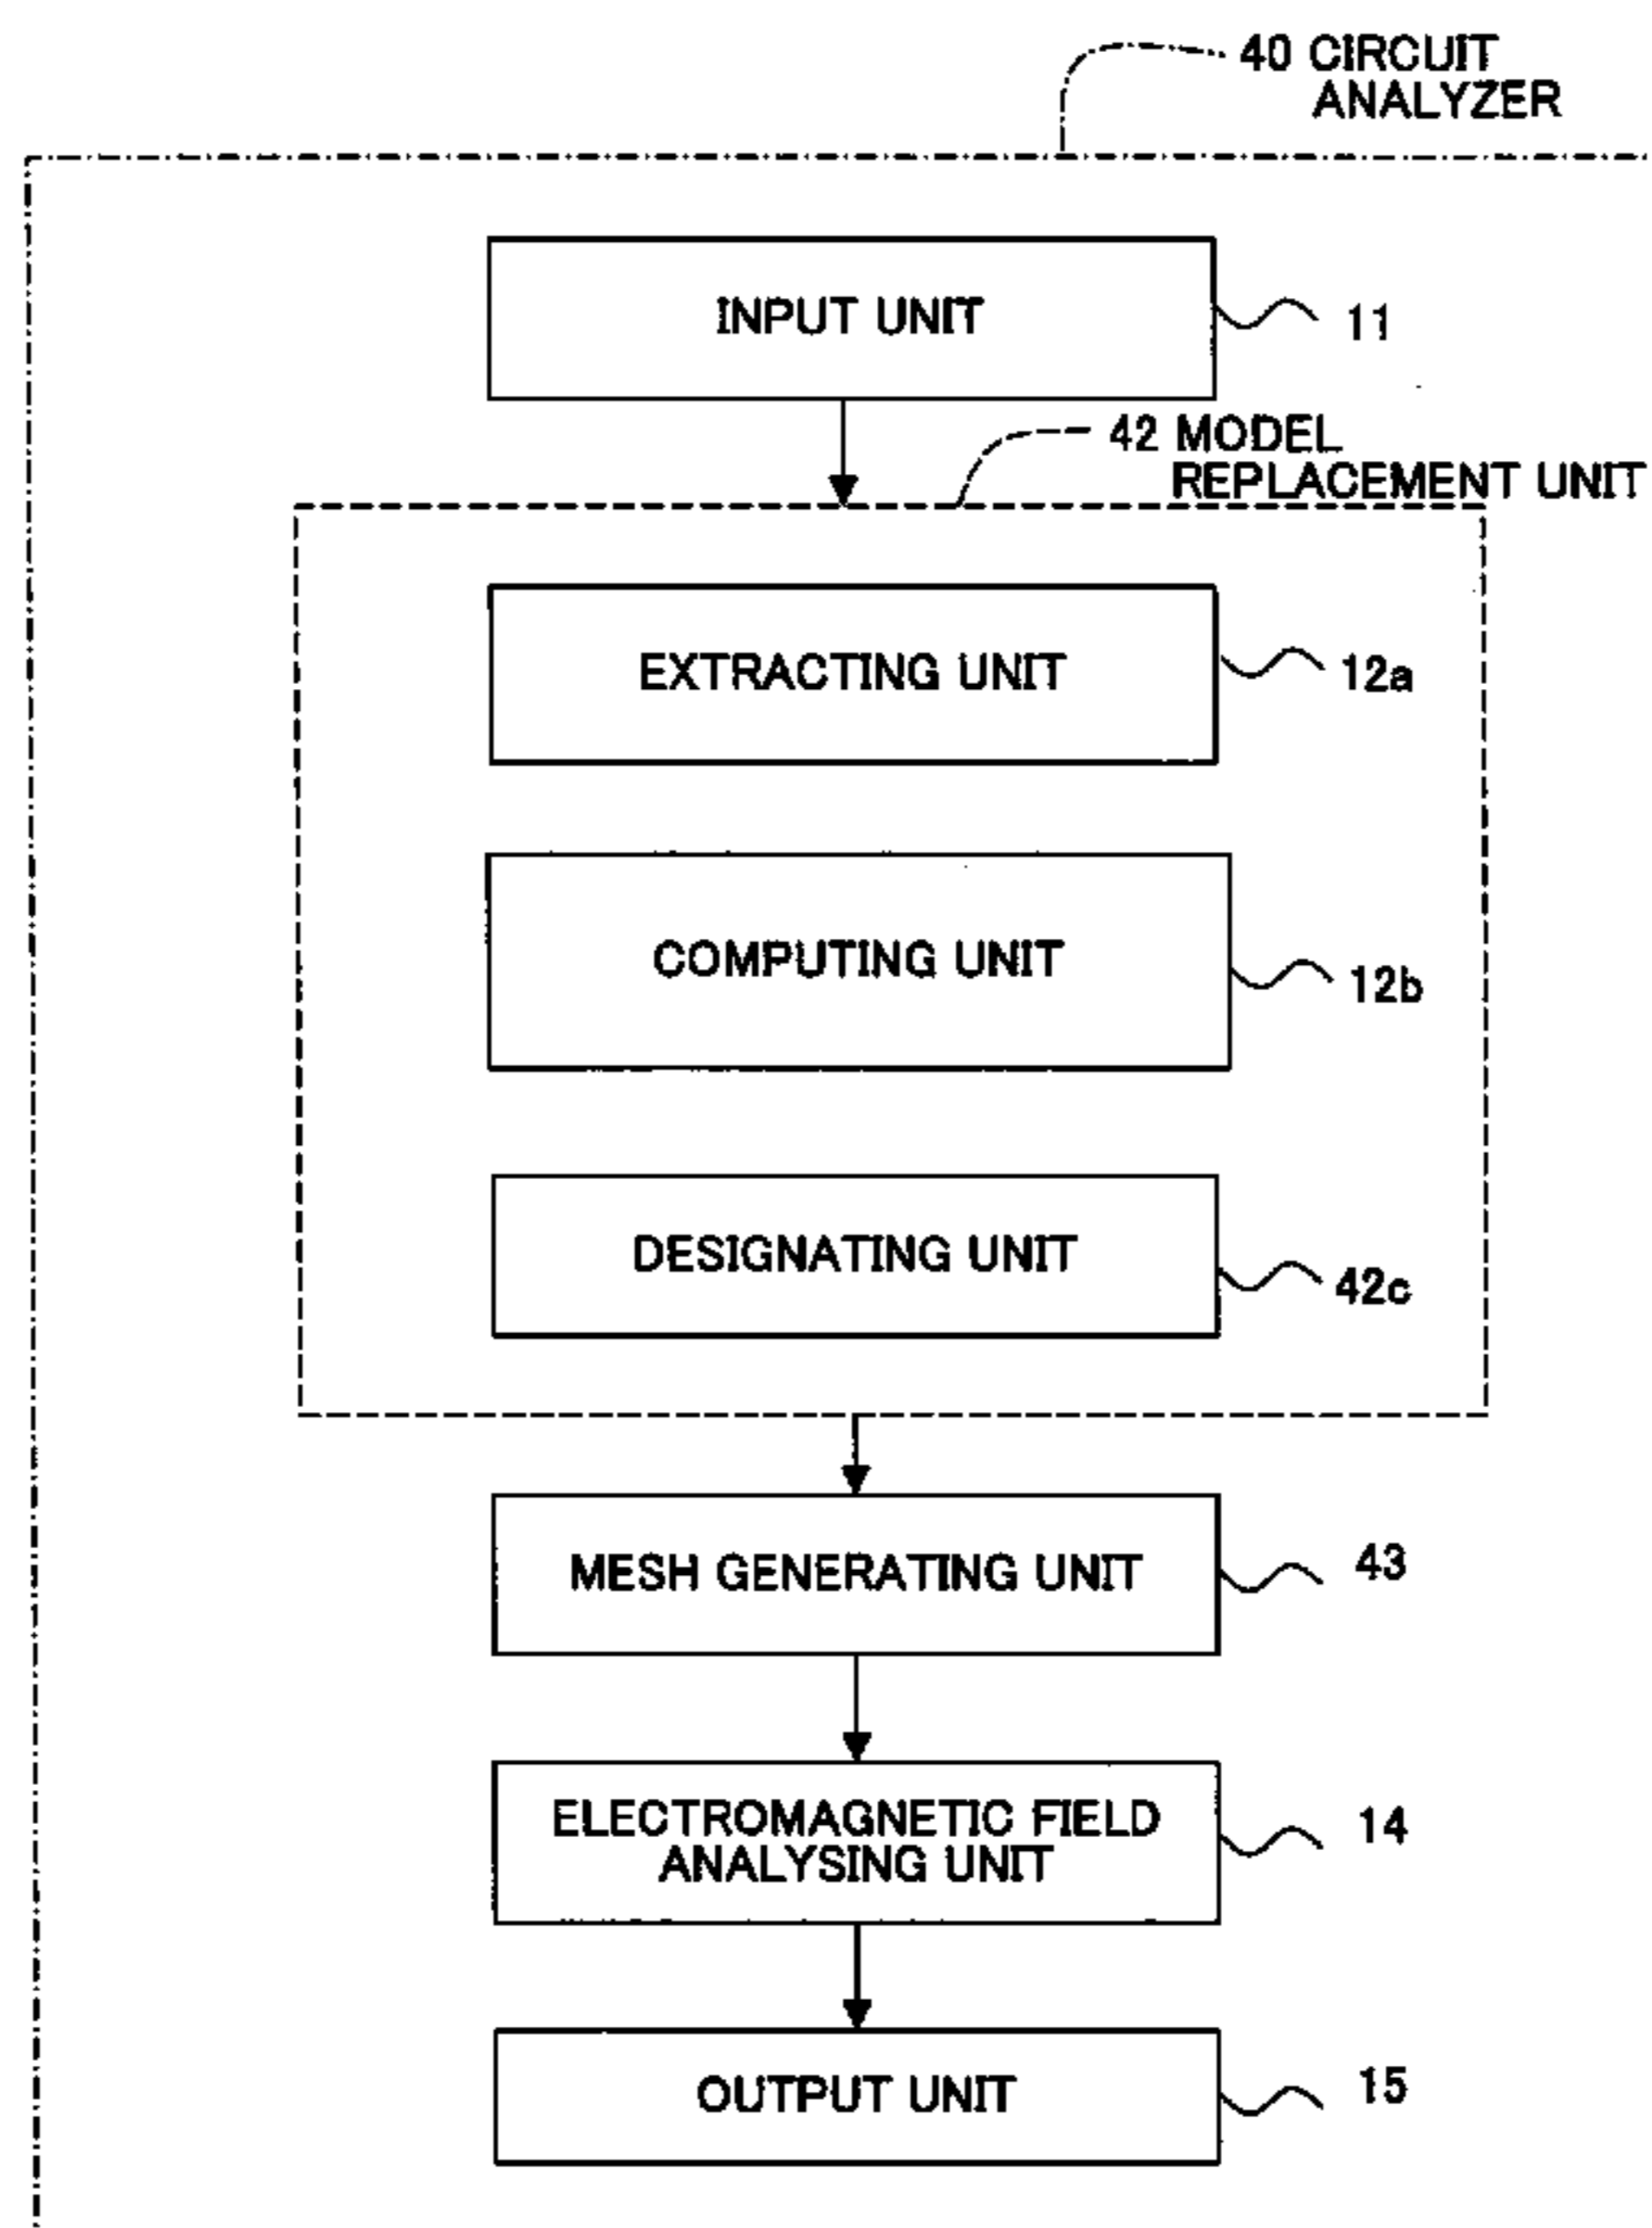 40 CIRCUIT
ANALYZER
INPUT UNIT
11
42 MODEL
REPLACEMENT UNIT
EXTRACTING UNIT
12a
COMPUTING UNIT
12b
DESIGNATING UNIT
42c
MESH GENERATING UNIT
43
ELECTROMAGNETIC FIELD
ANALYSING UNIT
14
OUTPUT UNIT
15